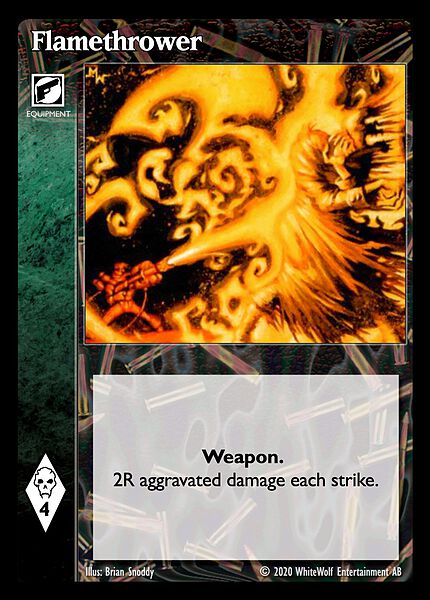 Flamethrower
EQUIPMENT
Weapon.
2R aggravated damage each strike.
4
Illus: Brian Snoddy
© 2020 WhiteWolf Entertainment AB